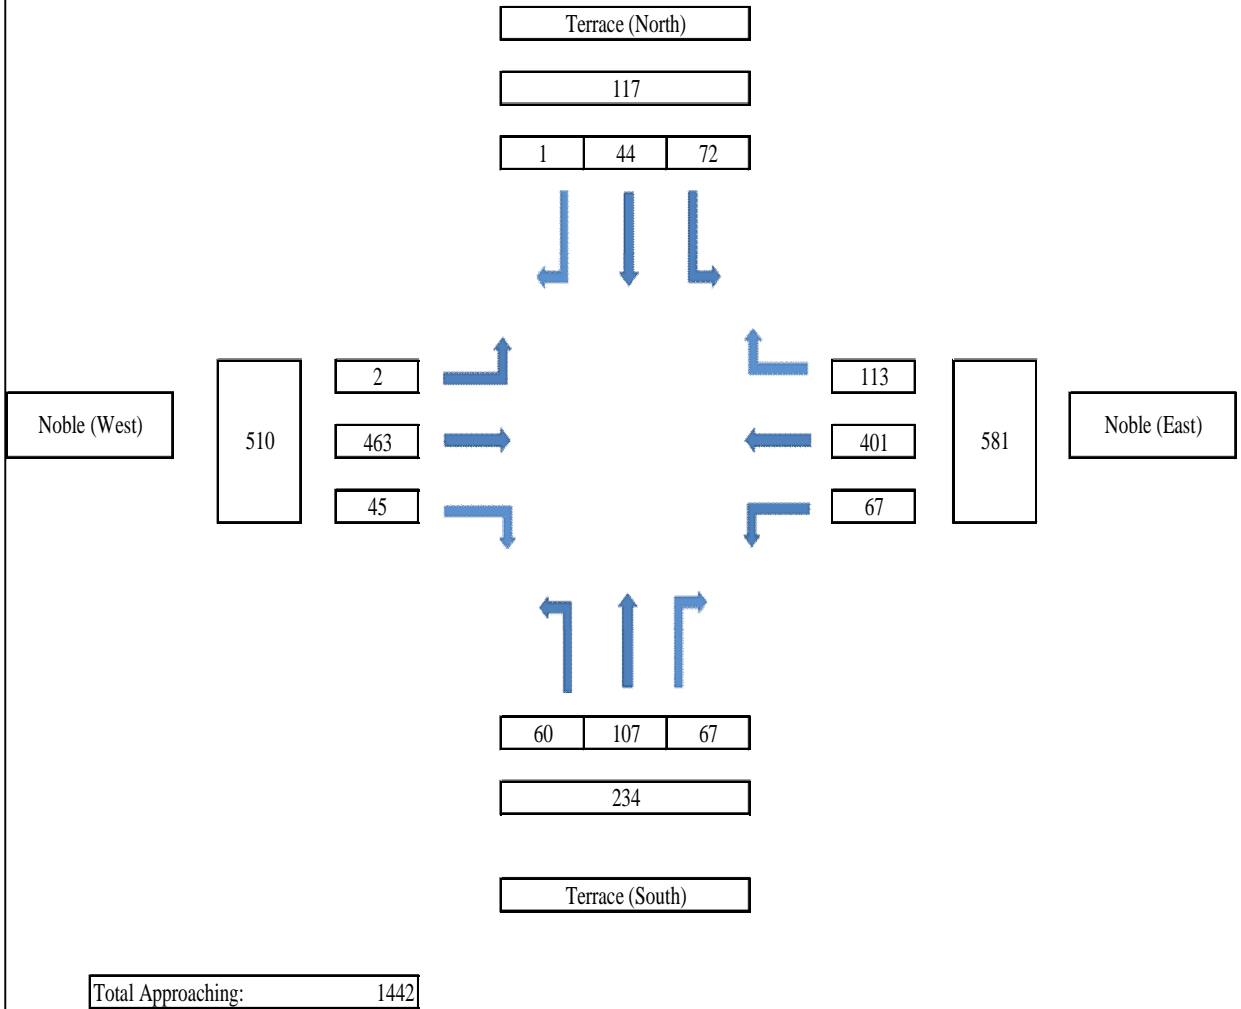 Terrace (North)
117
1 44 72
2
113
Noble (West)
510
463
401
581
Noble (East)
45
67
60 107 67
234
Terrace (South)
Total Approaching: 1442